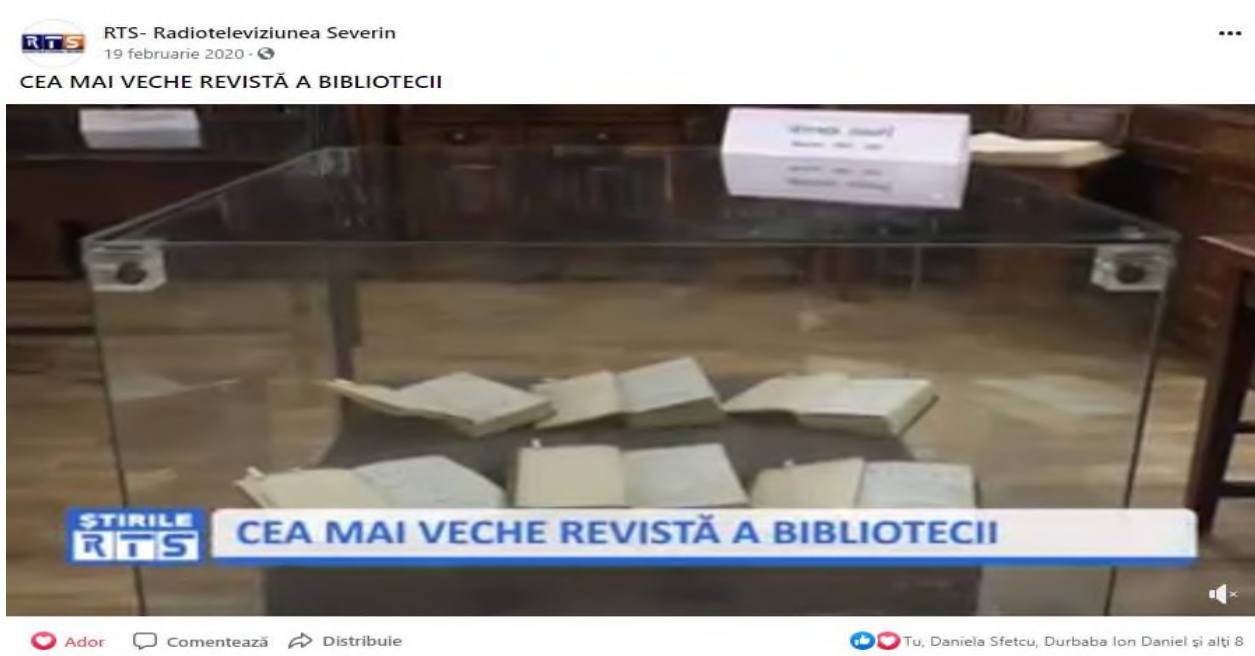 RTS
RTS- Radioteleviziunea Severin
19 februarie 2020
CEA MAI VECHE REVISTĂ A BIBLIOTECII
ȘTIRILE
RTS
CEA MAI VECHE REVISTĂ A BIBLIOTECII
Ador Comentează Distribuie Tu, Daniela Sfetcu, Durbaba Ion Daniel și alți 8